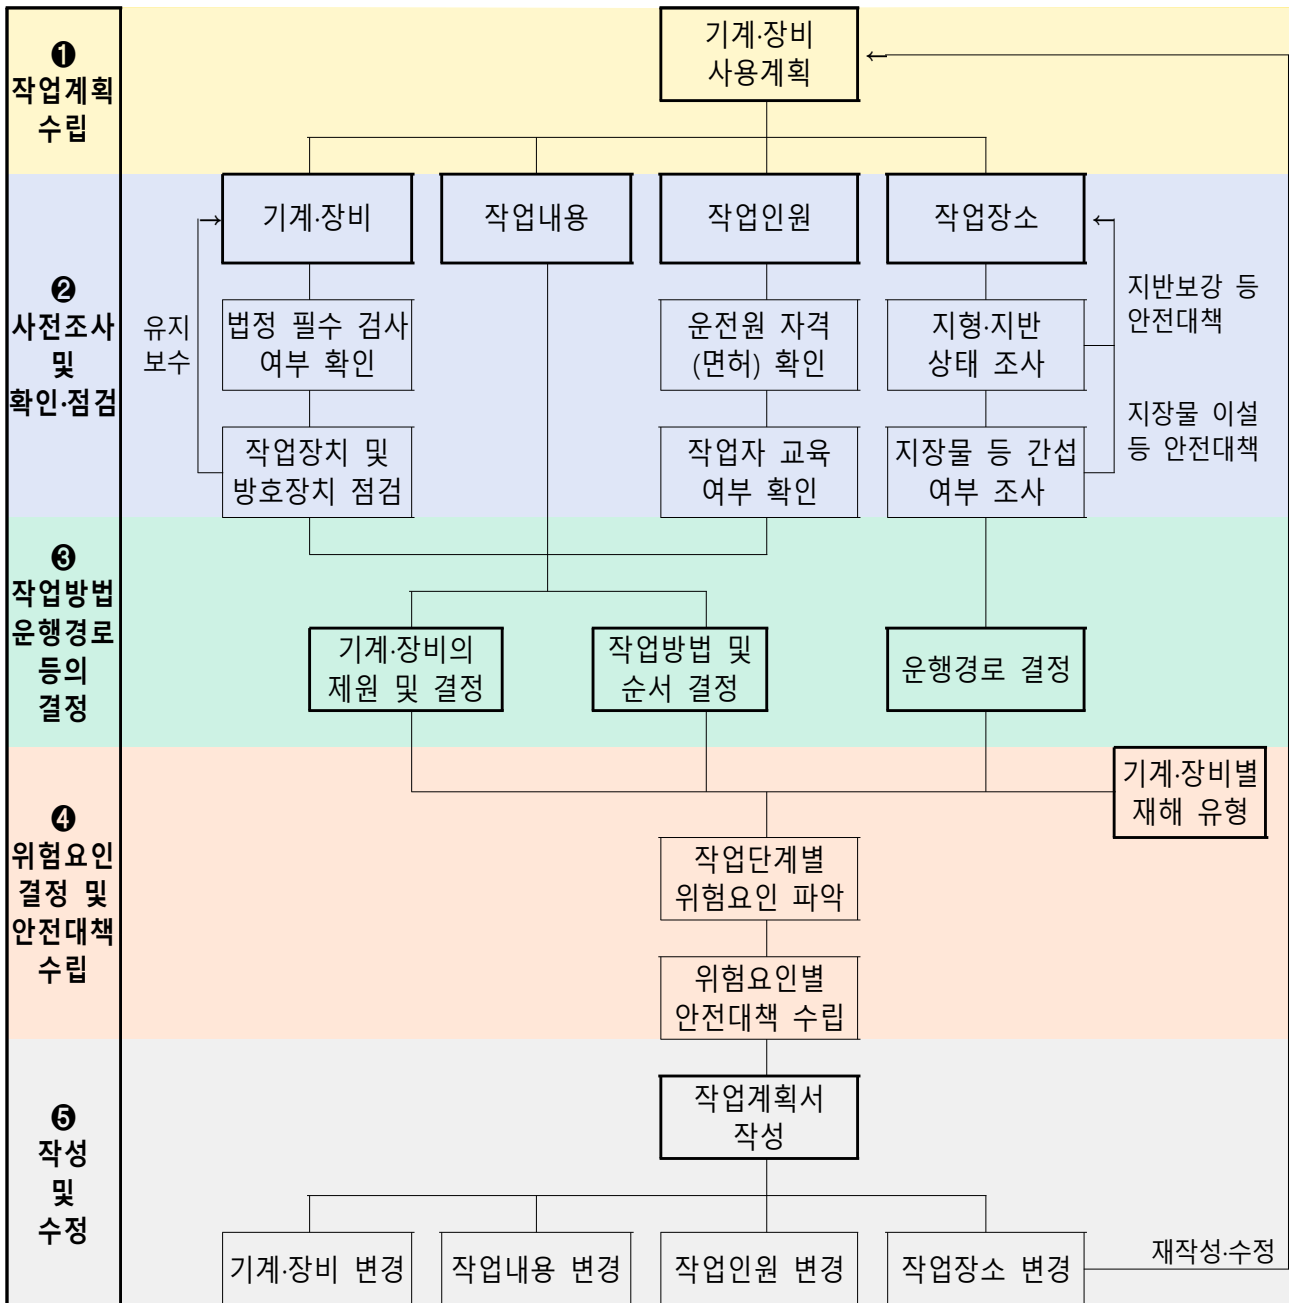 ❶
작업계획
수립
기계·장비
사용계획
❷
사전조사
및
확인·점검
기계·장비
작업내용
작업인원
작업장소
유지
보수
법정 필수 검사
여부 확인
운전원 자격
(면허) 확인
지형·지반
상태 조사
지반보강 등
안전대책
작업장치 및
방호장치 점검
작업자 교육
여부 확인
지장물 등 간섭
여부 조사
지장물 이설
등 안전대책
❸
작업방법
운행경로
등의
결정
기계·장비의
제원 및 결정
작업방법 및
순서 결정
운행경로 결정
❹
위험요인
결정 및
안전대책
수립
기계·장비별
재해 유형
작업단계별
위험요인 파악
위험요인별
안전대책 수립
❺
작성
및
수정
작업계획서
작성
기계·장비 변경
작업내용 변경
작업인원 변경
작업장소 변경
재작성·수정